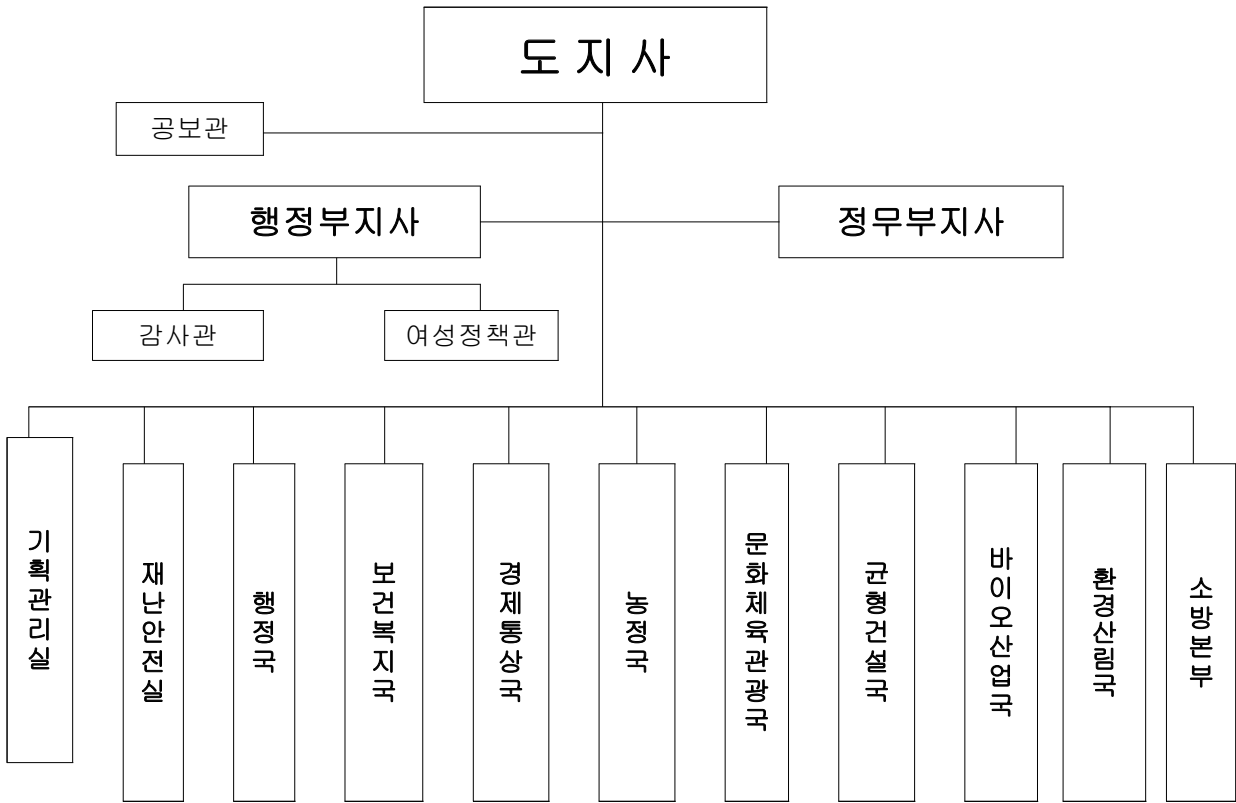 도 지 사
공보관
행정부지사
정무부지사
감사관
여성정책관
기획관리실
재난안전실
행정국
보건복지국
경제통상국
농정국
문화체육관광국
균형건설국
바이오산업국
환경산림국
소방본부